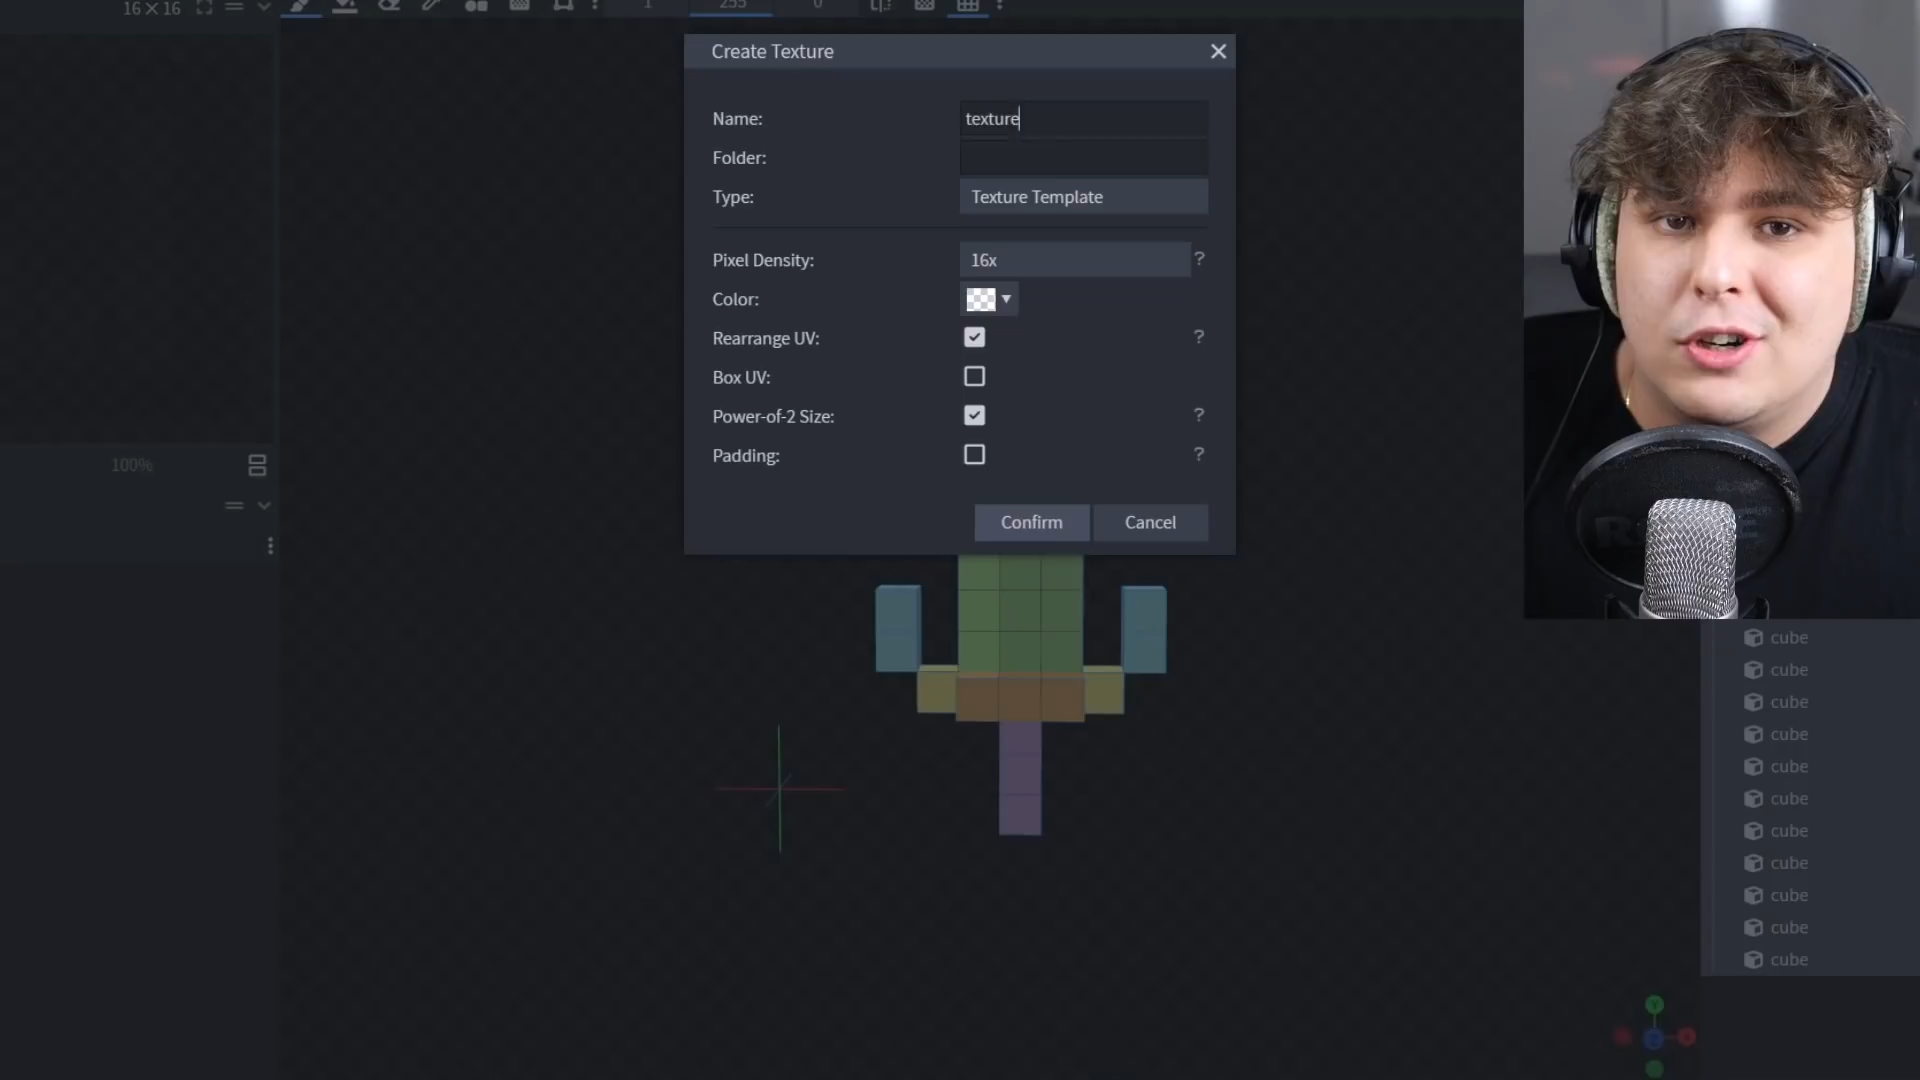 16 × 16
1
255
0
Create Texture
Name:
texture
Folder:
Type:
Texture Template
Pixel Density:
16x
?
Color:
Rearrange UV:
?
Box UV:
Power-of-2 Size:
?
Padding:
?
Confirm
Cancel
100%
cube
cube
cube
cube
cube
cube
cube
cube
cube
cube
cube